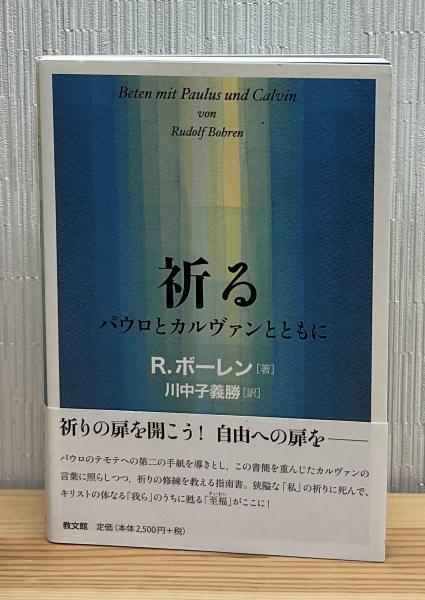 Beten mit Paulus und Calvin
von
Rudolf Bohren
祈る
パウロとカルヴァンとともに
R.ボーレン[著]
川中子義勝[訳]
祈りの扉を開こう! 自由への扉を──
パウロのテモテへの第二の手紙を導きとし、この書簡を重んじたカルヴァンの
言葉に照らしつつ、祈りの修練を教える指南書。狭隘な「私」の祈りに死んで、
キリストの体なる「我ら」のうちに甦る「至福」がここに!
さいわい
教文館 定価(本体2,500円+税)